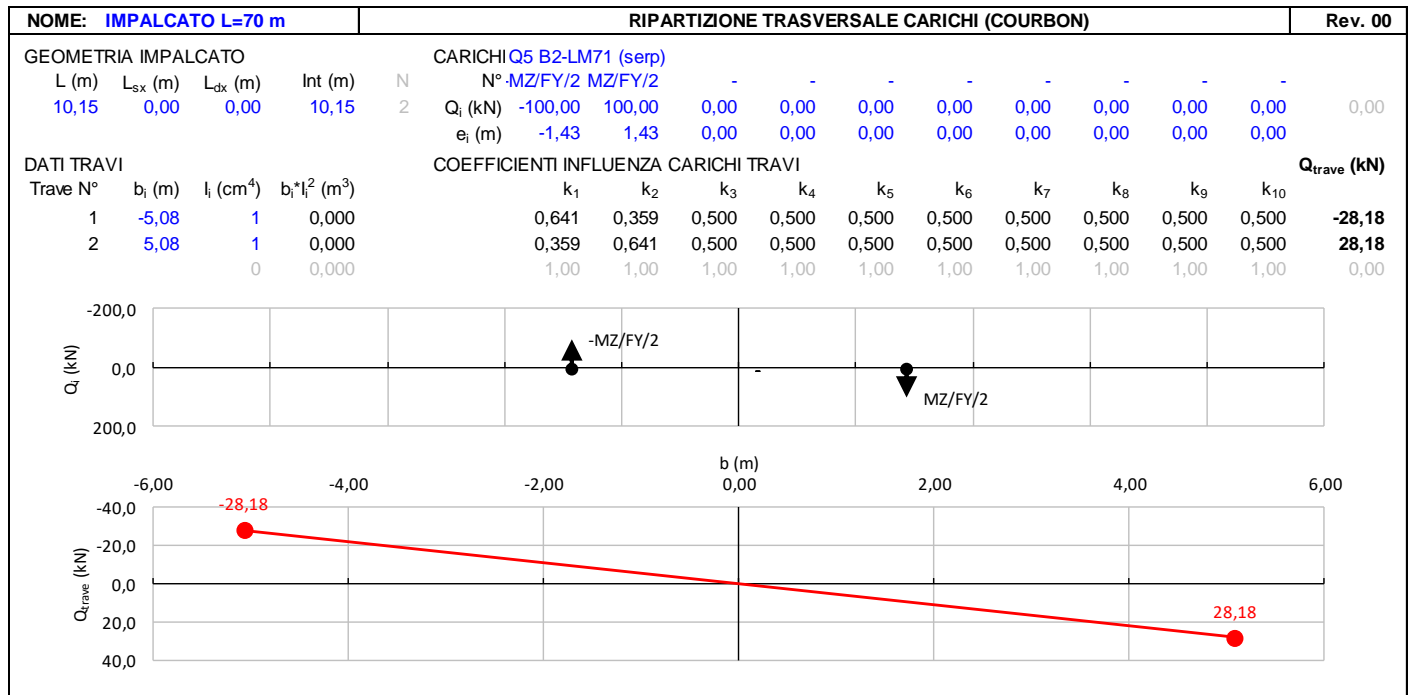 NOME: IMPALCATO L=70 m RIPARTIZIONE TRASVERSALE CARICHI (COURBON) Rev. 00
GEOMETRIA IMPALCATO CARICHI Q5 B2-LM71 (serp)
L (m) Lsx (m) Ldx (m) Int (m) N N° -MZ/FY/2 MZ/FY/2 - - - - - - - -
10,15 0,00 0,00 10,15 2 Qi (kN) -100,00 100,00 0,00 0,00 0,00 0,00 0,00 0,00 0,00 0,00 0,00
ei (m) -1,43 1,43 0,00 0,00 0,00 0,00 0,00 0,00 0,00 0,00
DATI TRAVI COEFFICIENTI INFLUENZA CARICHI TRAVI Qtrave (kN)
Trave N° bi (m) Ii (cm⁴) bi*Ii² (m³) k1 k2 k3 k4 k5 k6 k7 k8 k9 k10
1 -5,08 1 0,000 0,641 0,359 0,500 0,500 0,500 0,500 0,500 0,500 0,500 0,500 -28,18
2 5,08 1 0,000 0,359 0,641 0,500 0,500 0,500 0,500 0,500 0,500 0,500 0,500 28,18
0 0,000 1,00 1,00 1,00 1,00 1,00 1,00 1,00 1,00 1,00 1,00 0,00
-200,0
-MZ/FY/2
Qi (kN)
0,0
-
MZ/FY/2
200,0
b (m)
-6,00 -4,00 -2,00 0,00 2,00 4,00 6,00
-40,0
-28,18
-20,0
Qtrave (kN)
0,0
20,0
28,18
40,0